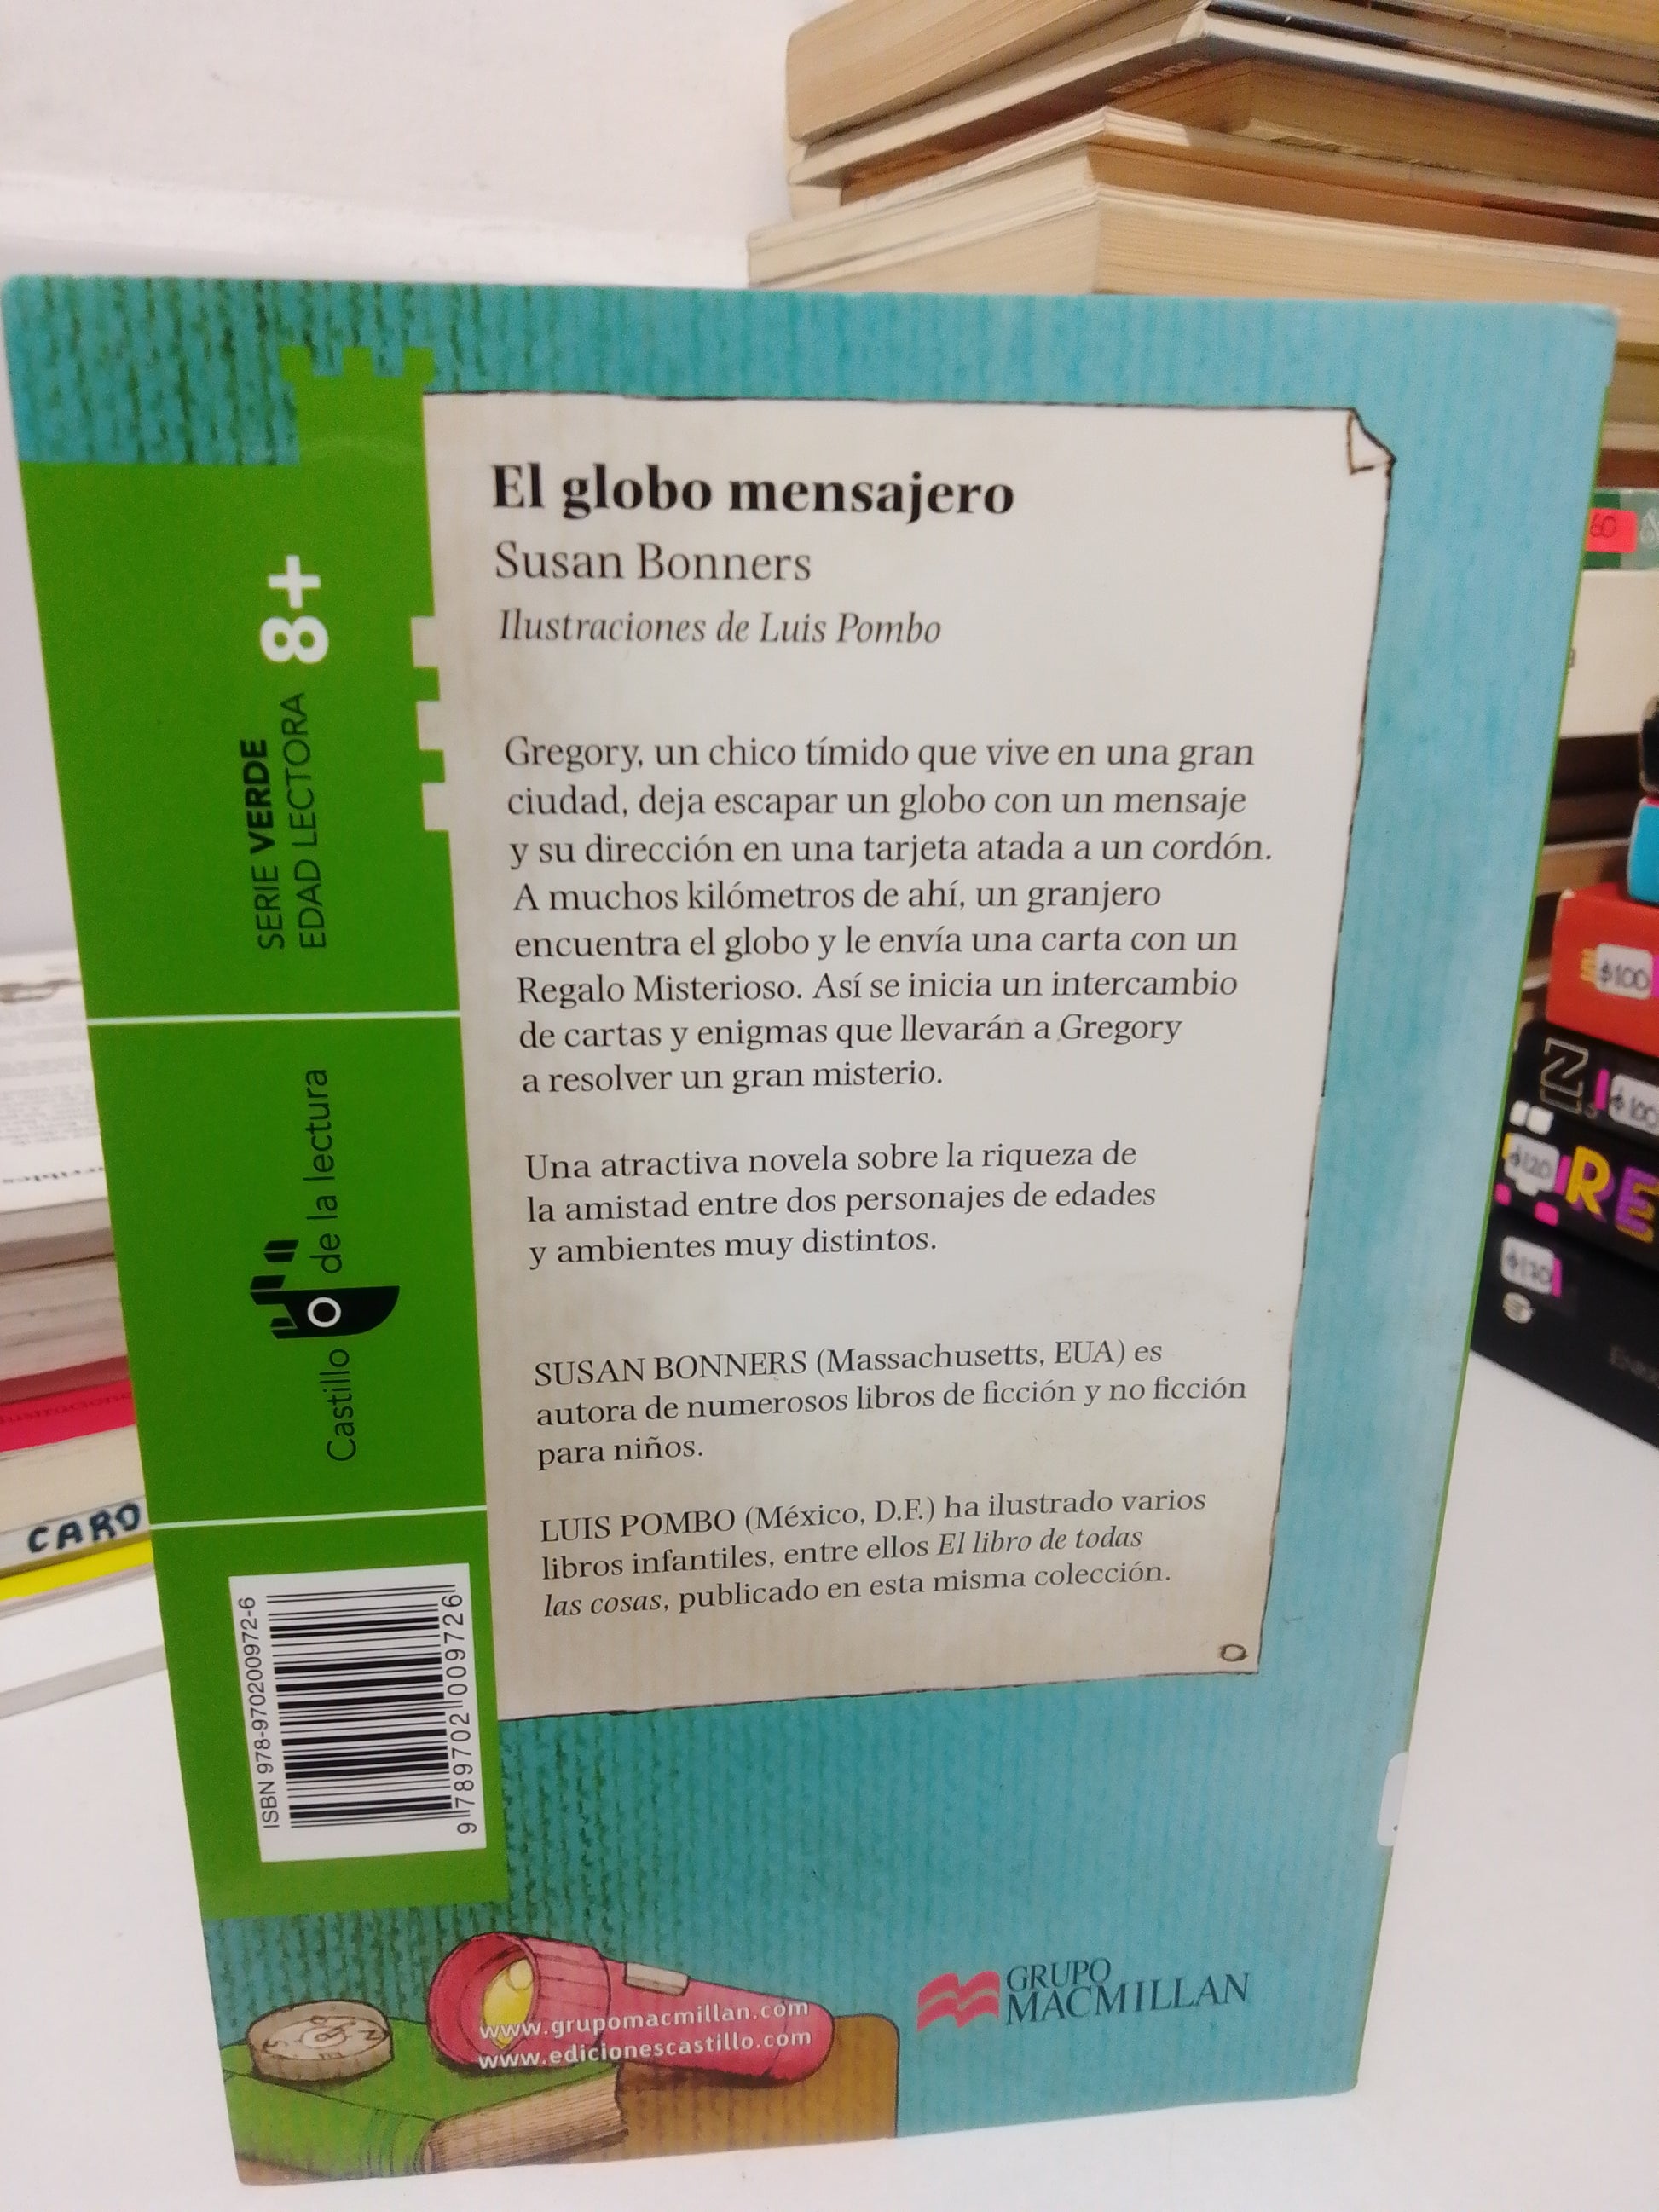 El globo mensajero
Susan Bonners
Ilustraciones de Luis Pombo
Gregory, un chico tímido que vive en una gran
ciudad, deja escapar un globo con un mensaje
y su dirección en una tarjeta atada a un cordón.
A muchos kilómetros de ahí, un granjero
encuentra el globo y le envía una carta con un
Regalo Misterioso. Así se inicia un intercambio
de cartas y enigmas que llevarán a Gregory
a resolver un gran misterio.
Una atractiva novela sobre la riqueza de
la amistad entre dos personajes de edades
y ambientes muy distintos.
SUSAN BONNERS (Massachusetts, EUA) es
autora de numerosos libros de ficción y no ficción
para niños.
LUIS POMBO (México, D.F.) ha ilustrado varios
libros infantiles, entre ellos El libro de todas
las cosas, publicado en esta misma colección.
SERIE VERDE
EDAD LECTORA 8+
Castillo de la lectura
ISBN 978-970200972-6
9 789702 009726
www.grupomacmillan.com
www.edicionescastillo.com
GRUPO
MACMILLAN
CARO
60
$100
$100
$120
RE
$170